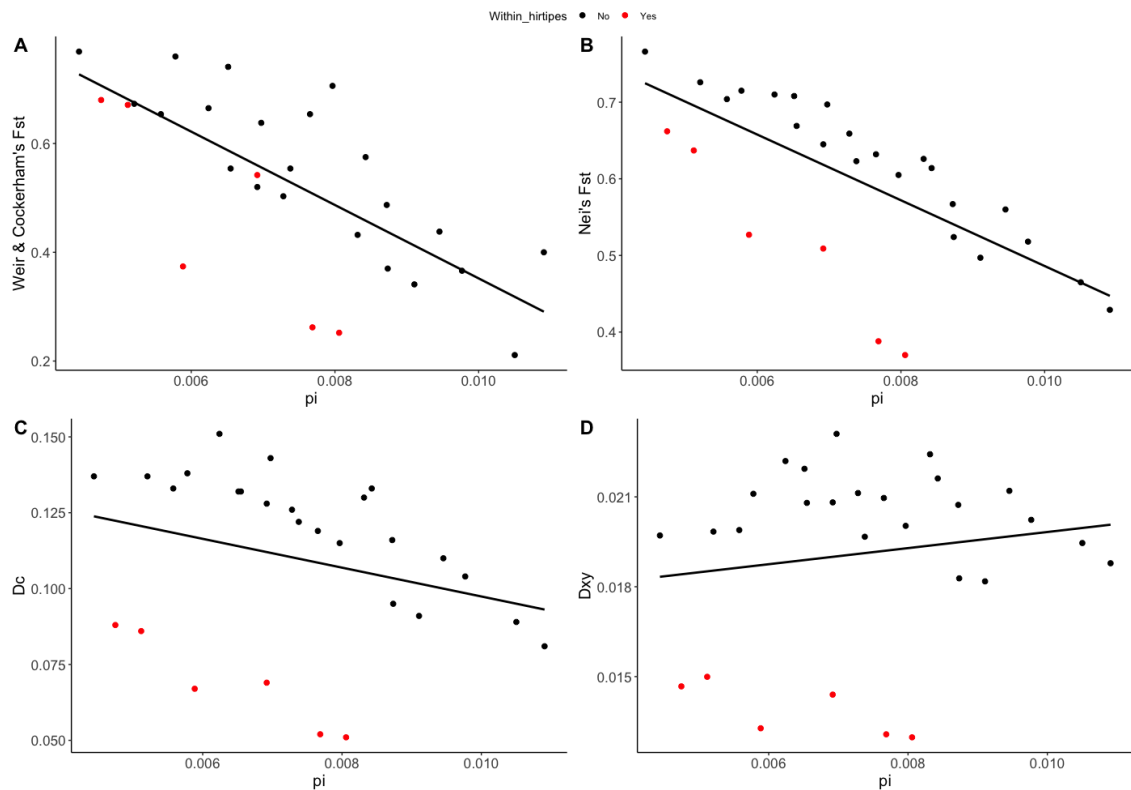 Within_hirtipes No Yes
A
Weir & Cockerham's Fst
0.6
0.4
0.2
0.006 0.008 0.010
pi
B
Nei's Fst
0.7
0.6
0.5
0.4
0.006 0.008 0.010
pi
C
Dc
0.150
0.125
0.100
0.075
0.050
0.006 0.008 0.010
pi
D
Dxy
0.021
0.018
0.015
0.006 0.008 0.010
pi